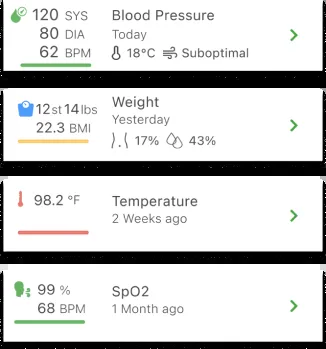 120 SYS Blood Pressure
80 DIA Today
62 BPM 18°C Suboptimal
12st 14lbs Weight
22.3 BMI Yesterday
17% 43%
98.2 °F Temperature
2 Weeks ago
99 % SpO2
68 BPM 1 Month ago